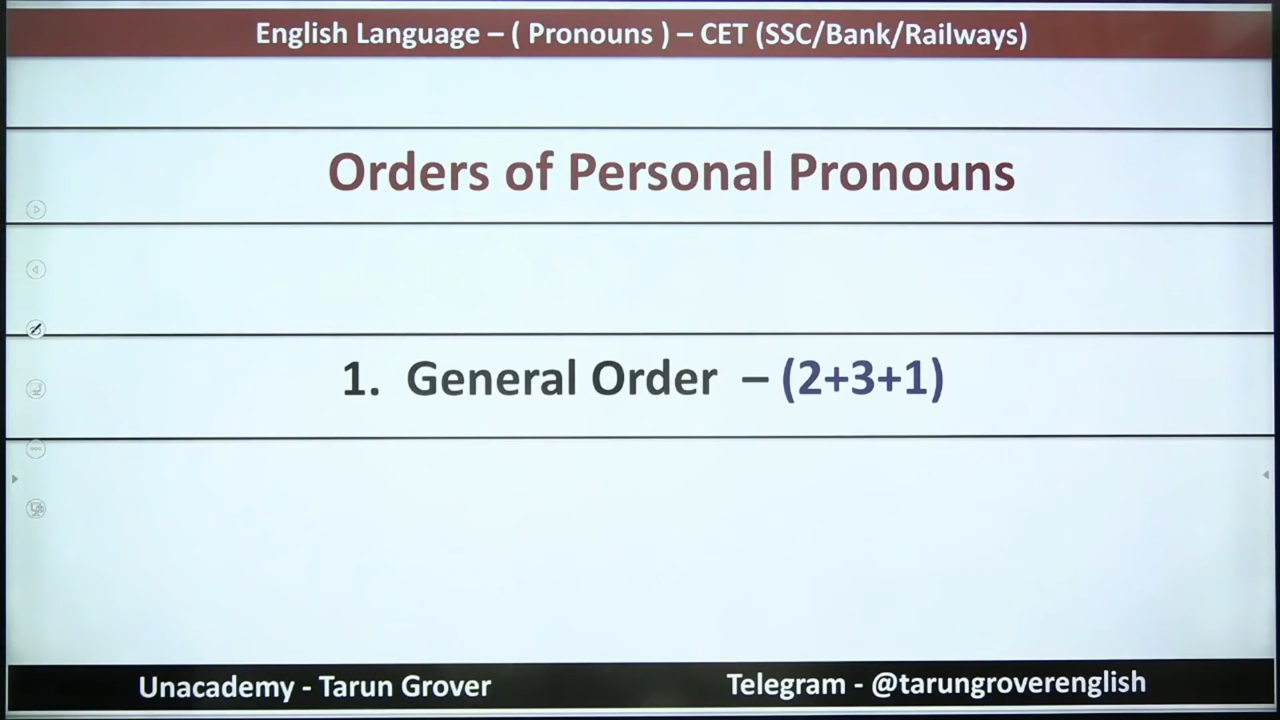 English Language – ( Pronouns ) – CET (SSC/Bank/Railways)
Orders of Personal Pronouns
1. General Order – (2+3+1)
Unacademy - Tarun Grover
Telegram - @tarungroverenglish